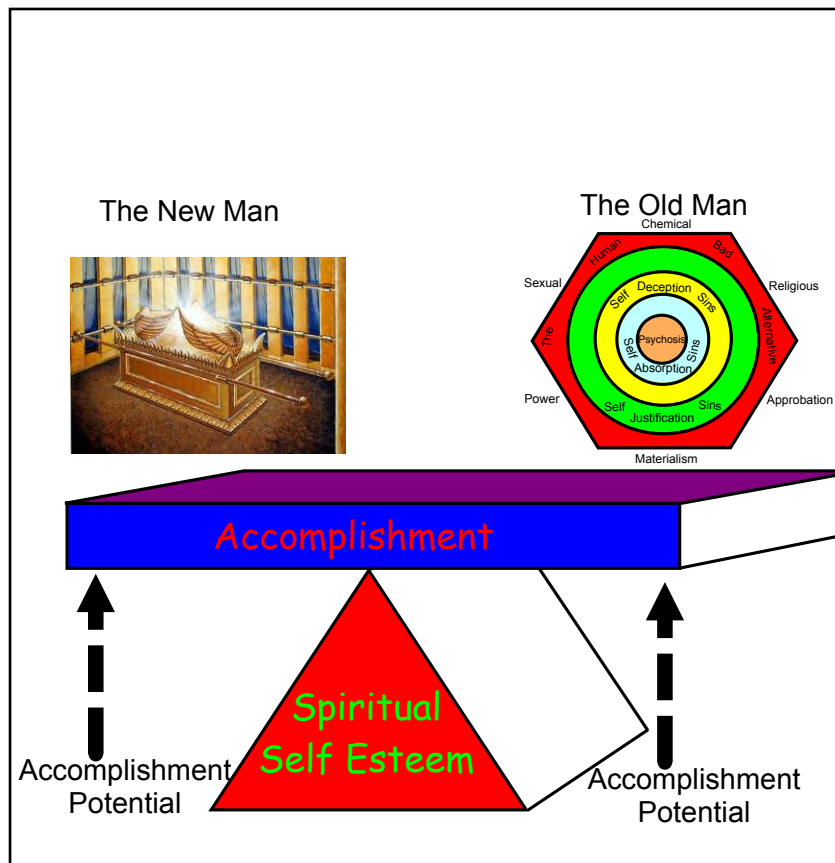 The New Man
The Old Man
Chemical
Sexual
Religious
Power
Approbation
Materialism
The Human Bad Alternative
Self Deception Sins
Psychosis
Self Absorption Sins
Self Justification Sins
Accomplishment
Spiritual
Self Esteem
Accomplishment
Potential
Accomplishment
Potential